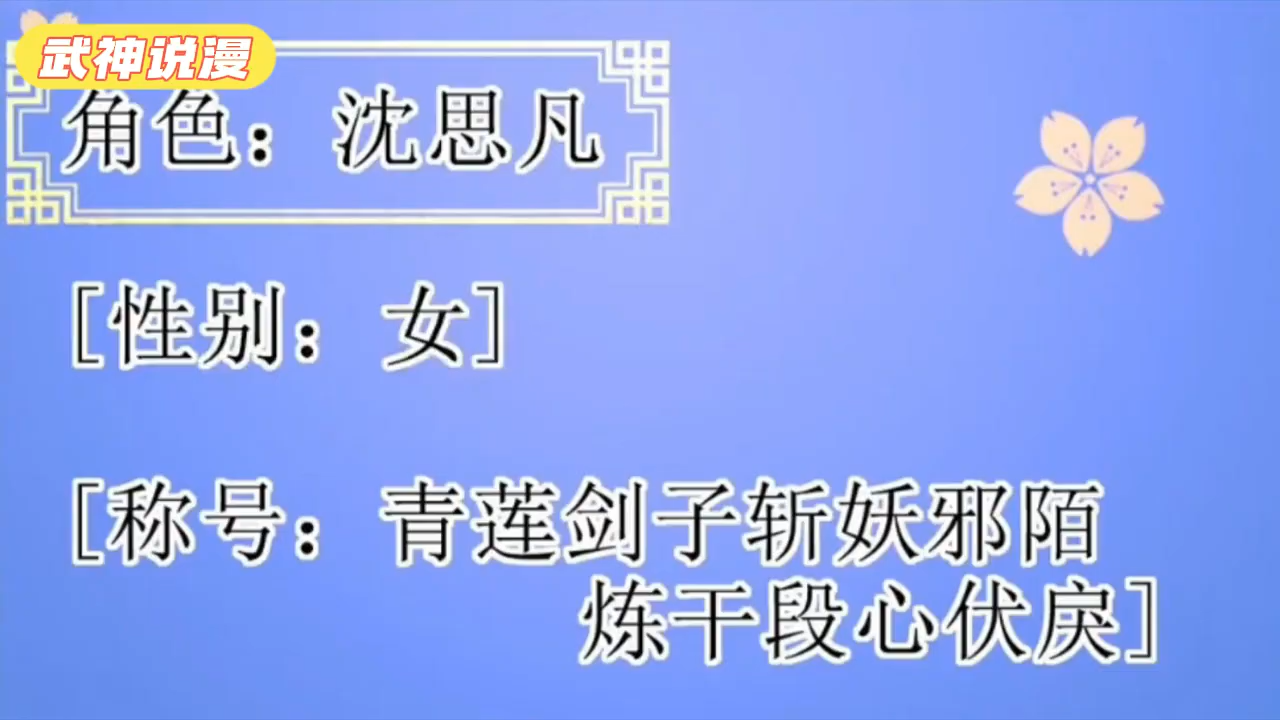 武神说漫
角色：沈思凡
[性别：女]
[称号：青莲剑子斩妖邪陌
炼干段心伏戾]